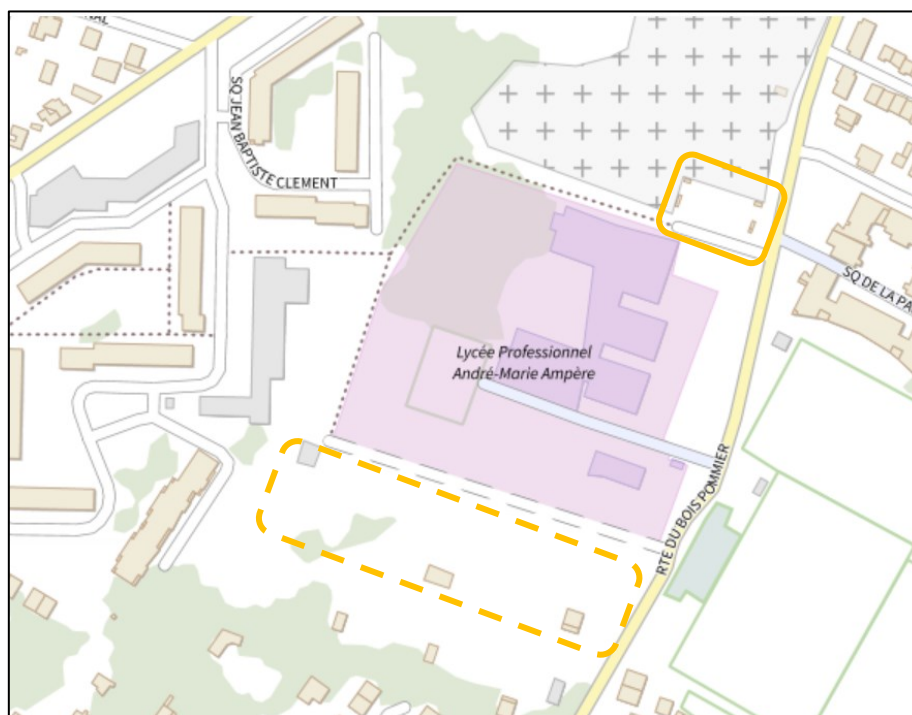 SQ JEAN BAPTISTE CLEMENT
SQ DE LA PA
Lycée Professionnel
André-Marie Ampère
RTE DU BOIS POMMIER